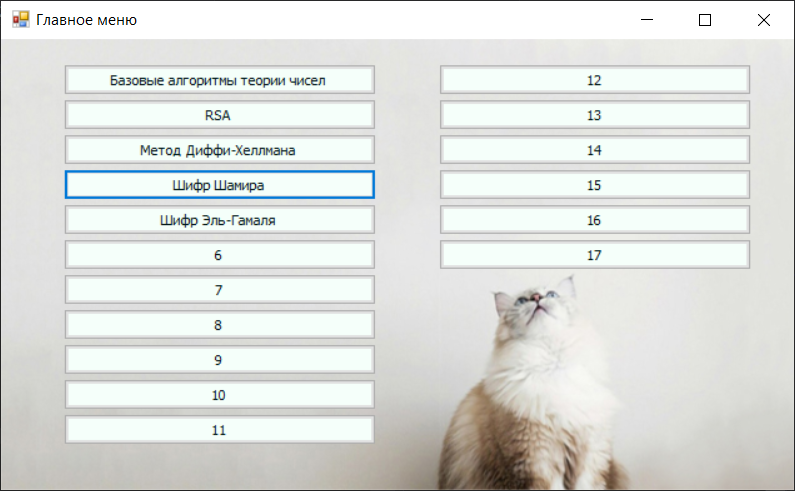 Главное меню
Базовые алгоритмы теории чисел
RSA
Метод Диффи-Хеллмана
Шифр Шамира
Шифр Эль-Гамаля
6
7
8
9
10
11
12
13
14
15
16
17